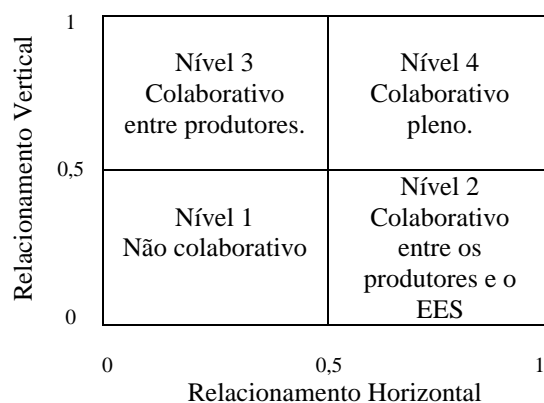 1
Nível 3
Colaborativo
entre produtores.
Nível 4
Colaborativo
pleno.
Relacionamento Vertical
0,5
Nível 1
Não colaborativo
Nível 2
Colaborativo
entre os
produtores e o
EES
0
0
0,5
1
Relacionamento Horizontal